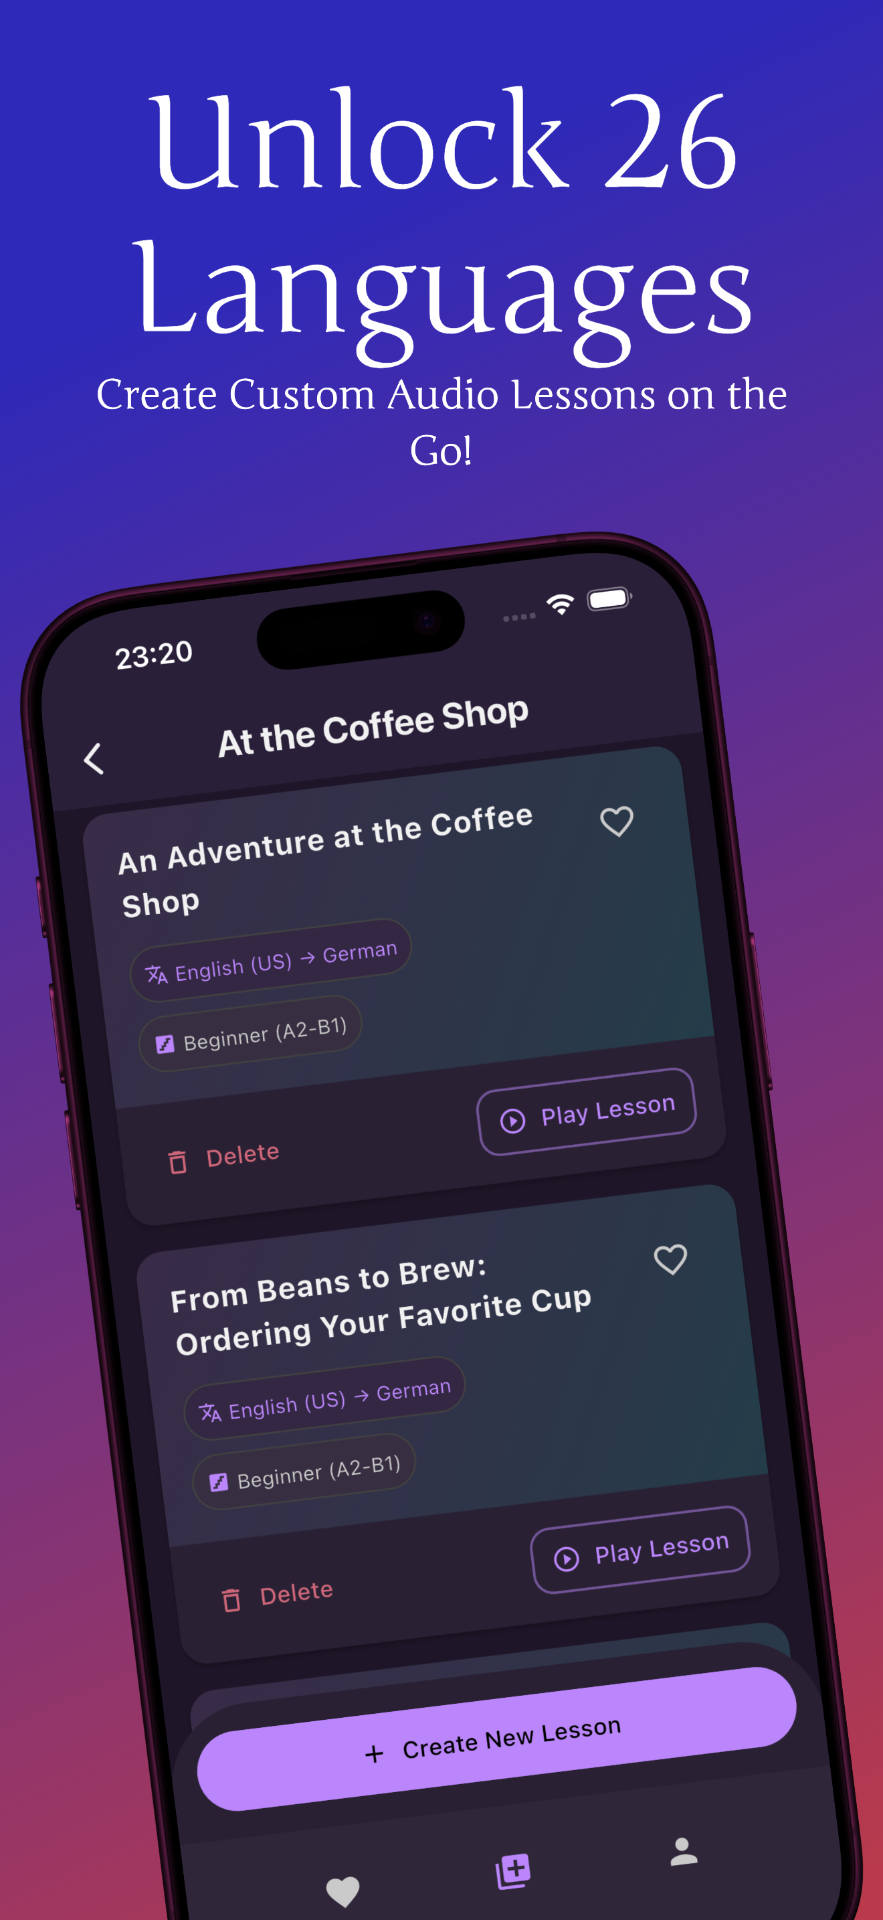 Unlock 26
Languages
Create Custom Audio Lessons on the
Go!
23:20
At the Coffee Shop
An Adventure at the Coffee
Shop
English (US) → German
Beginner (A2-B1)
Delete
Play Lesson
From Beans to Brew:
Ordering Your Favorite Cup
English (US) → German
Beginner (A2-B1)
Delete
Play Lesson
+ Create New Lesson